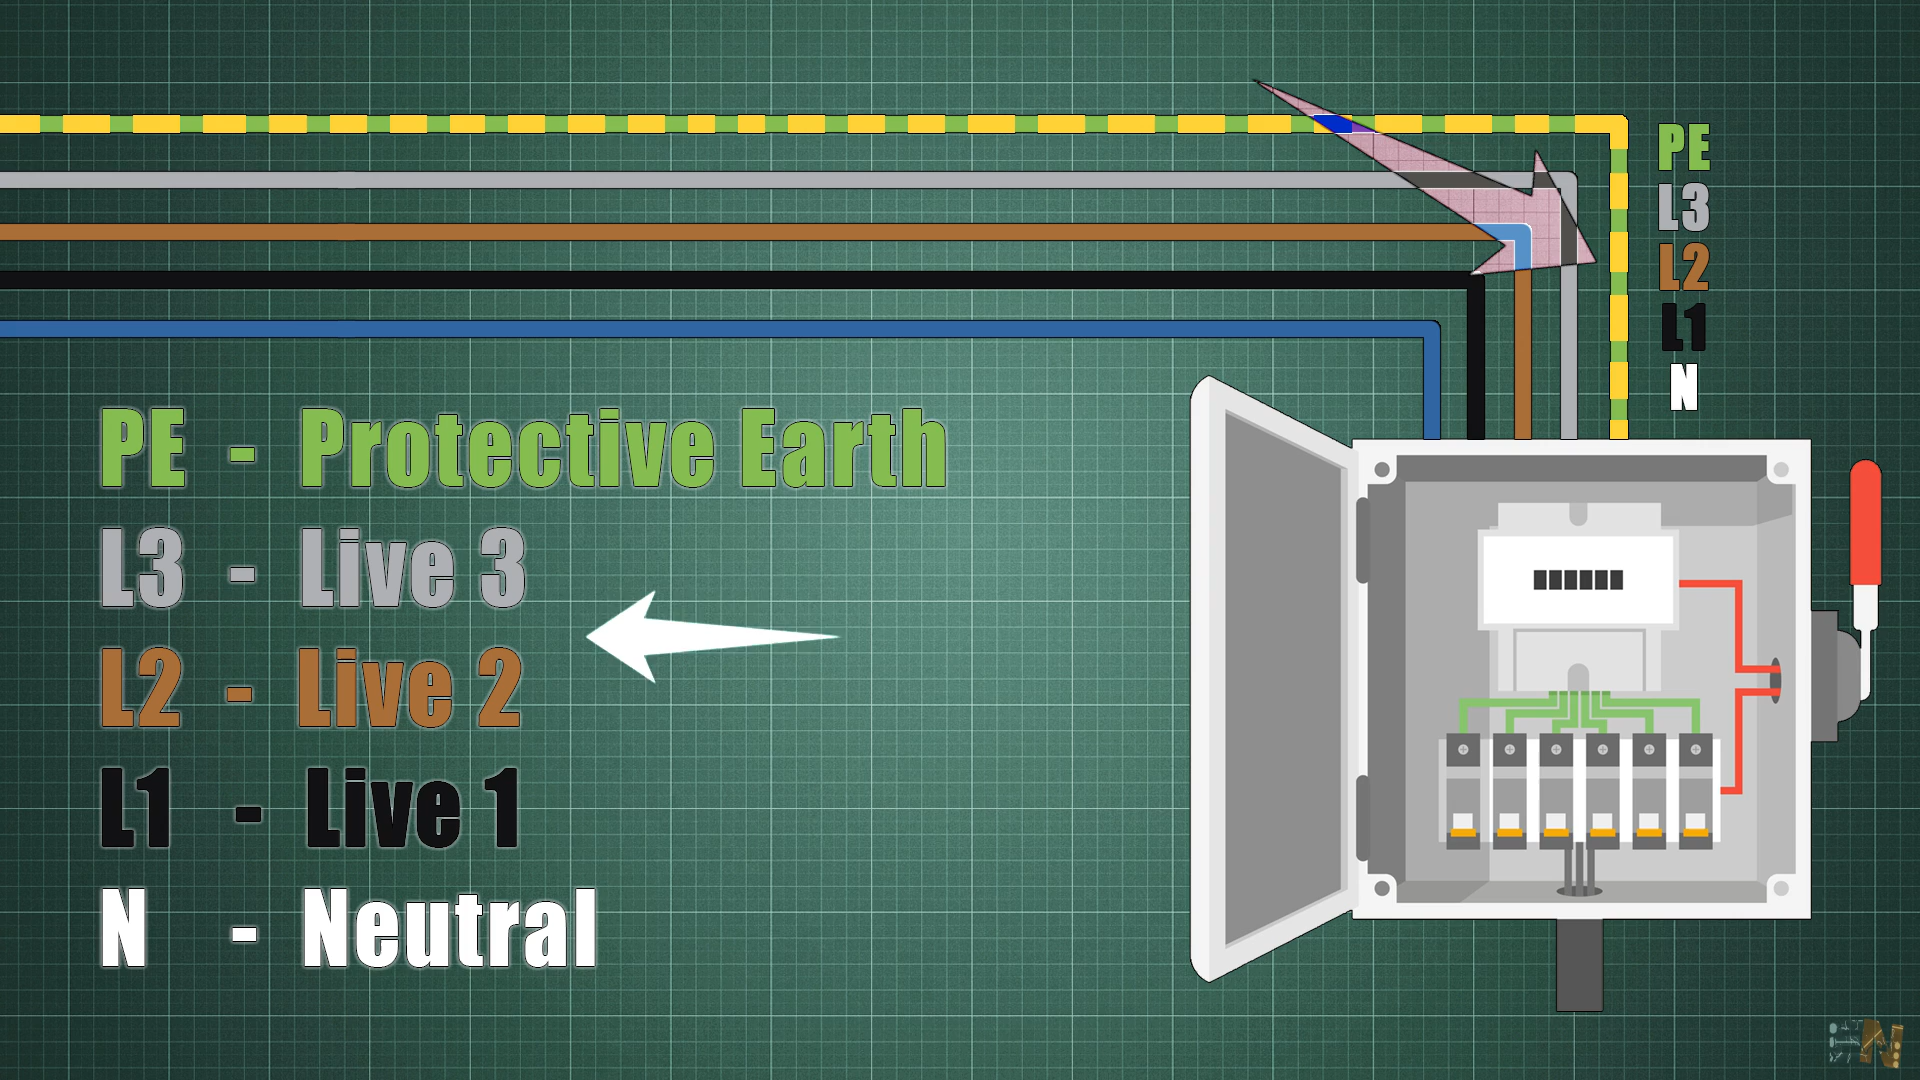 PE
L3
L2
L1
N
PE - Protective Earth
L3 - Live 3
L2 - Live 2
L1 - Live 1
N - Neutral